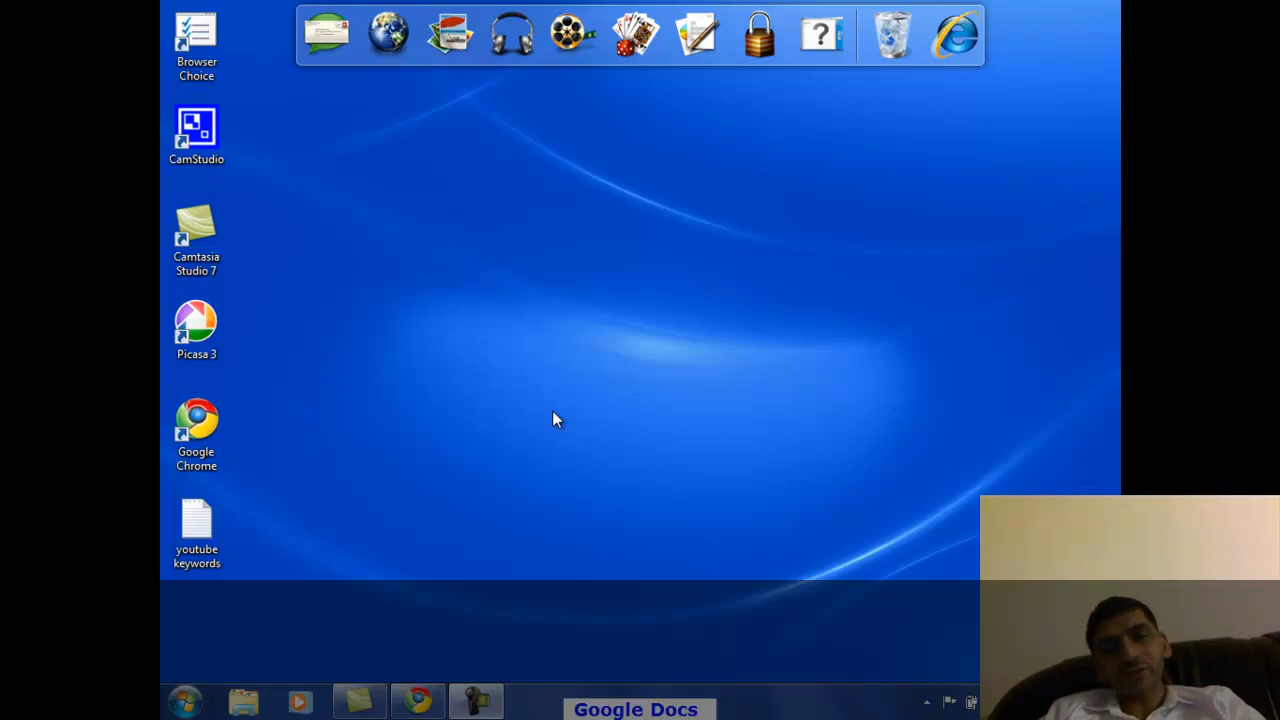 Browser
Choice
CamStudio
Camtasia
Studio 7
Picasa 3
Google
Chrome
youtube
keywords
?
Google Docs